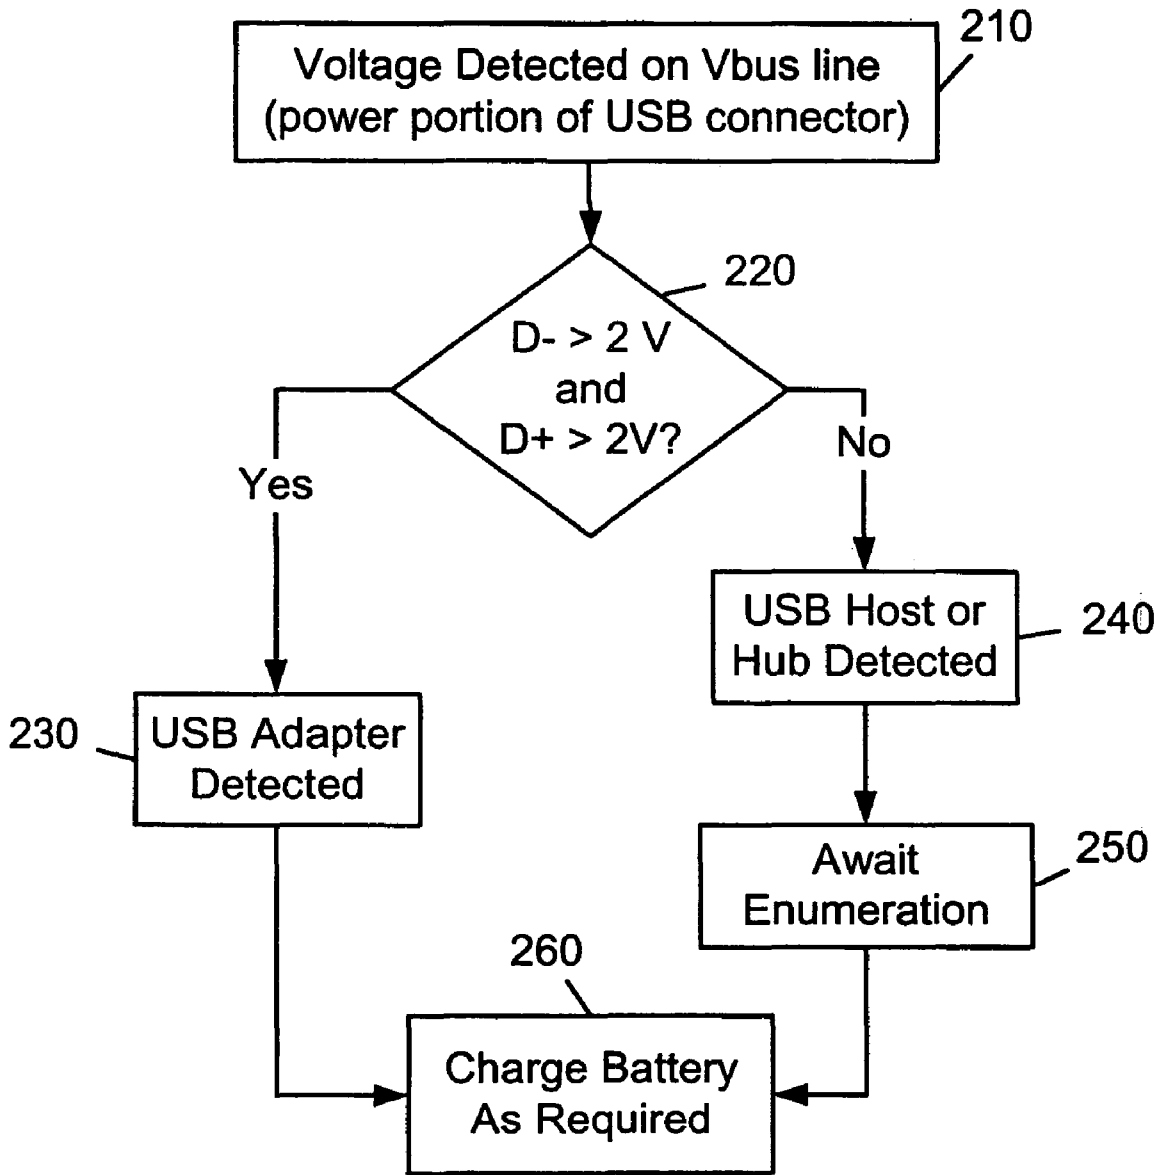 210
Voltage Detected on Vbus line
(power portion of USB connector)
220
D- > 2 V
and
D+ > 2V?
Yes
No
USB Host or
Hub Detected
240
230
USB Adapter
Detected
Await
Enumeration
250
260
Charge Battery
As Required